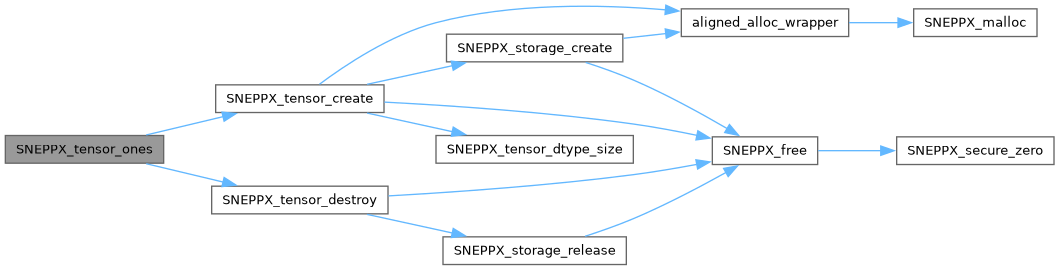 SNEPPX_tensor_ones
SNEPPX_tensor_create
SNEPPX_tensor_destroy
SNEPPX_storage_create
SNEPPX_tensor_dtype_size
SNEPPX_storage_release
aligned_alloc_wrapper
SNEPPX_free
SNEPPX_malloc
SNEPPX_secure_zero